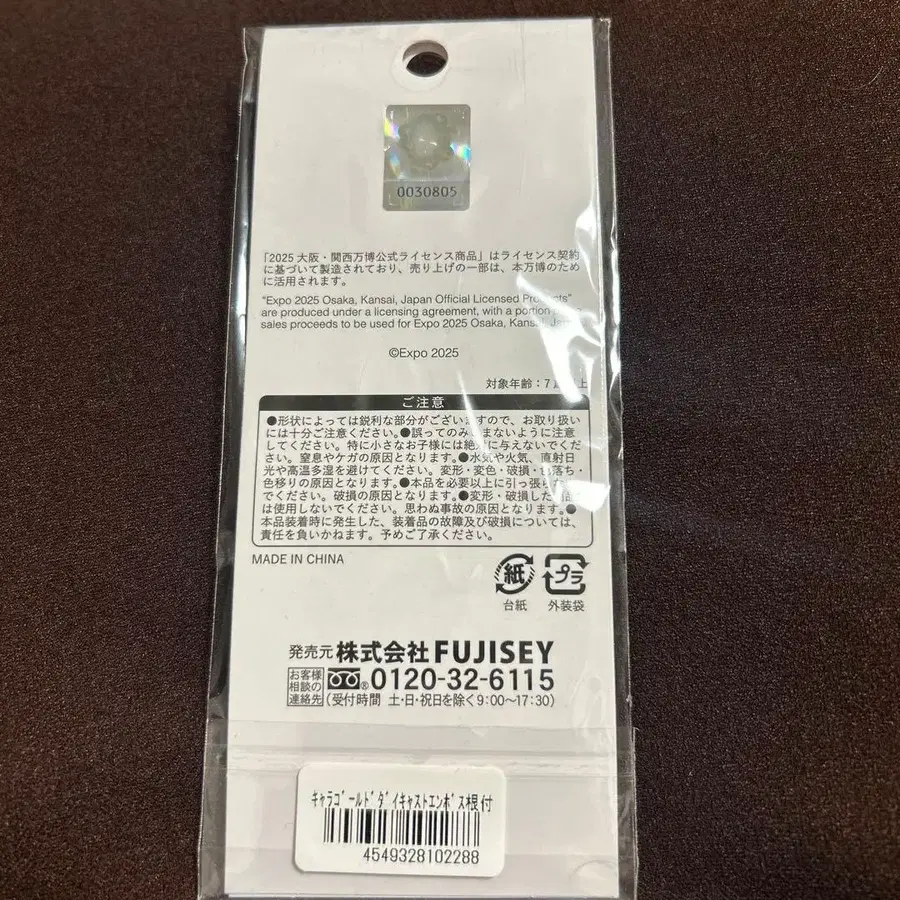 0030805
「2025 大阪・関西万博公式ライセンス商品」はライセンス契約
に基づいて製造されており、売り上げの一部は、本万博のため
に活用されます。
"Expo 2025 Osaka, Kansai, Japan Official Licensed
are produced under a licensing agreement, with a portion
sales proceeds to be used for Expo 2025 Osaka, Kansai,
©Expo 2025
対象年齢：7
ご注意
●形状によっては鋭利な部分がございますので、お取り扱い
には十分ご注意ください。●誤ってのみ まないように注意
してください。特に小さなお子様には絶 に与えないでくだ
さい。窒息やケガの原因となります。●水気や火気、直射日
光や高温多湿を避けてください。変形・変色・破損・ 落ち・
色移りの原因となります。●本品を必要以上に引っ張らな
でください。破損の原因となります。●変形・破損した
は使用しないでください。思わぬ事故の原因となります。●
本品装着時に発生した、装着品の故障及び破損については、
責任を負いかねます。予めご了承ください。
MADE IN CHINA
紙 プラ
台紙 外装袋
発売元 株式会社FUJISEY
お客様相談の連絡先 0120-32-6115
(受付時間 土・日・祝日を除く9:00〜17:30)
ｷｬﾗｺﾞｰﾙﾄﾞﾀﾞｲｷｬｽﾄｴﾝﾎﾞｽ根付
4549328102288